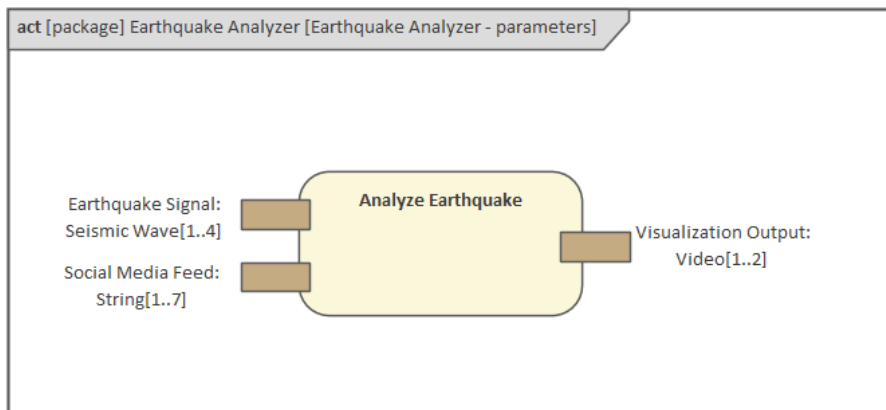 act [package] Earthquake Analyzer [Earthquake Analyzer - parameters]
Analyze Earthquake
Earthquake Signal:
Seismic Wave[1..4]
Social Media Feed:
String[1..7]
Visualization Output:
Video[1..2]